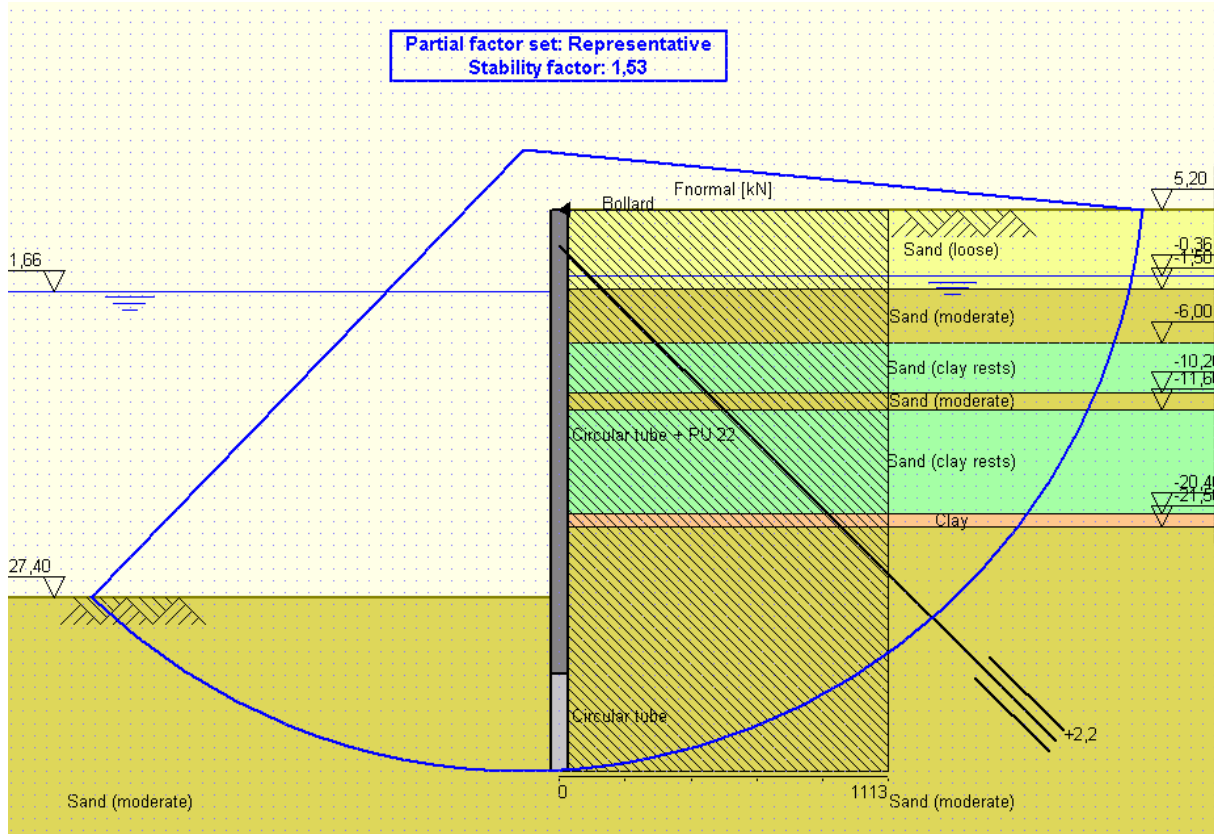 Partial factor set: Representative
Stability factor: 1,53
Fnormal [kN]
5,20
Bollard
Sand (loose)
-0,36
-1,50
1,66
Sand (moderate)
-6,00
Sand (clay rests)
-10,20
-11,60
Sand (moderate)
Circular tube + PU 22
Sand (clay rests)
-20,40
-21,50
Clay
27,40
Circular tube
+2,2
0
1113
Sand (moderate)
Sand (moderate)